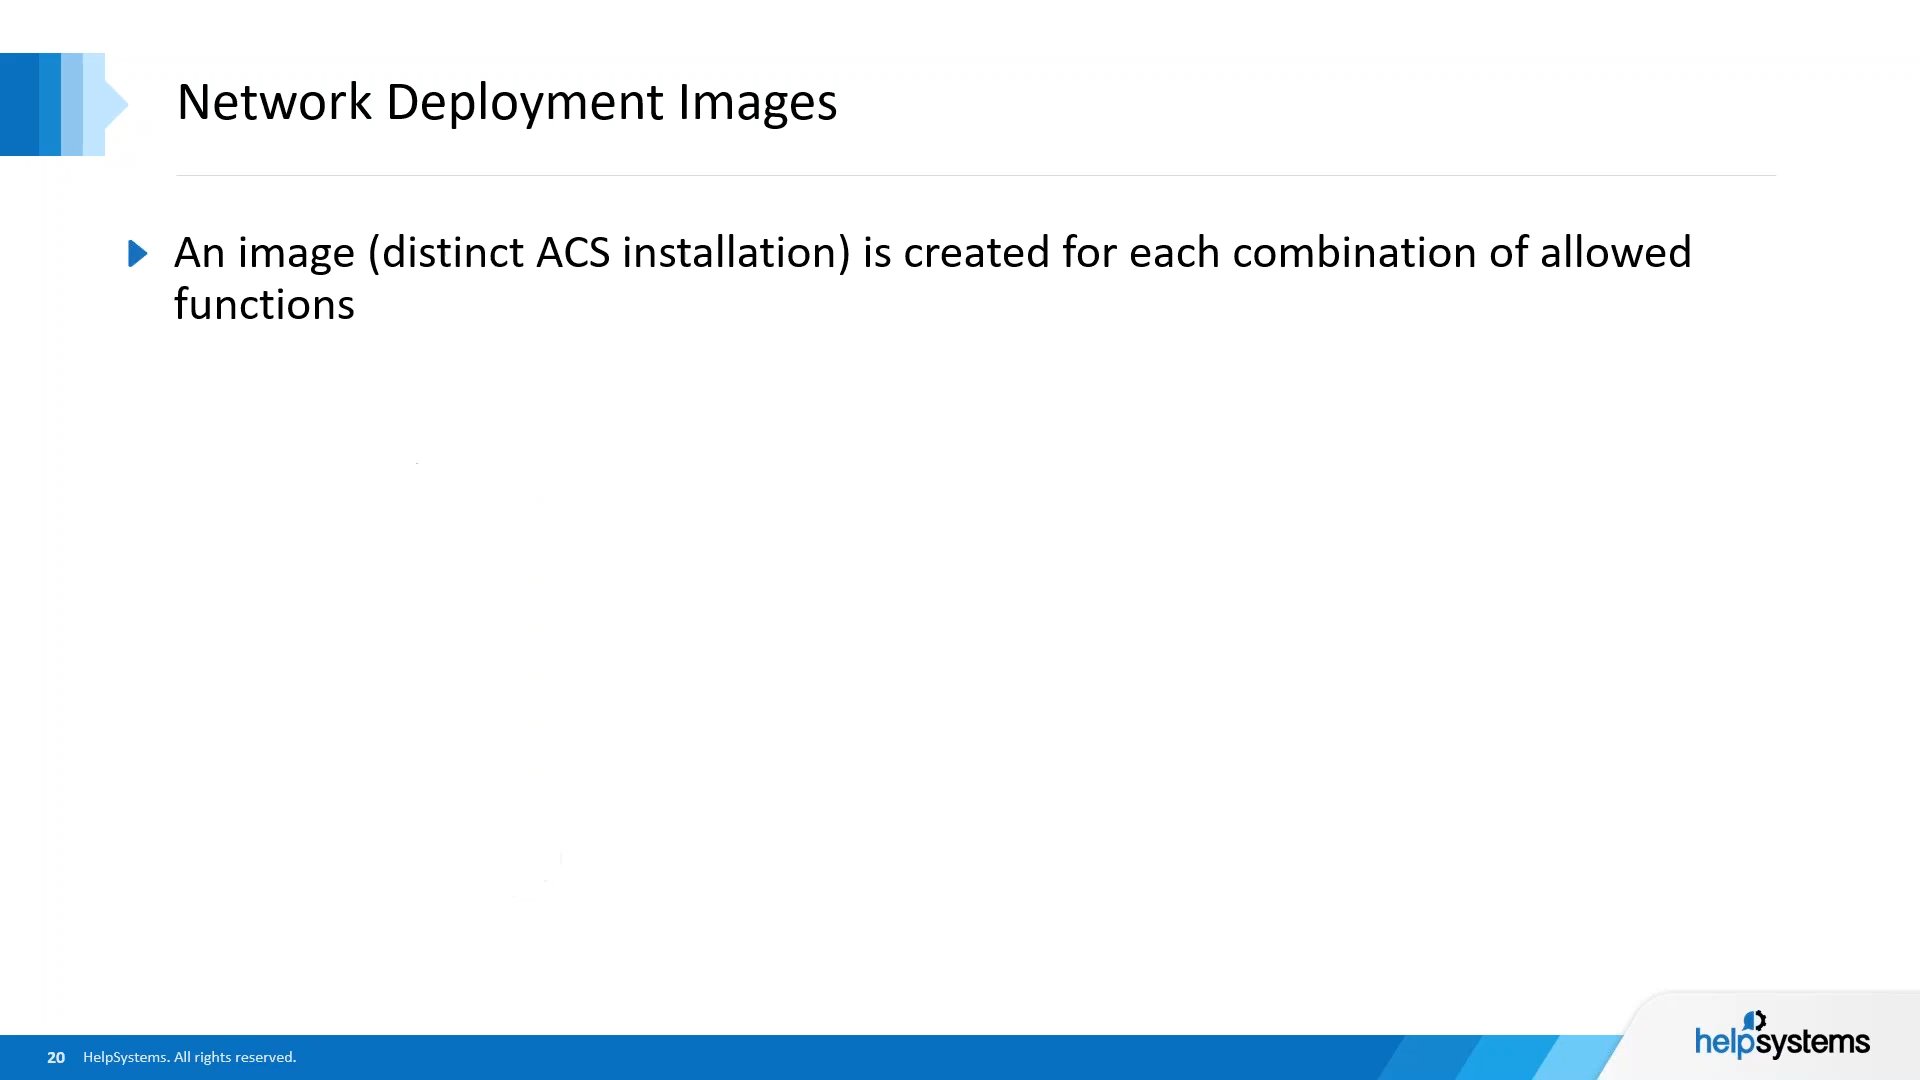 Network Deployment Images
An image (distinct ACS installation) is created for each combination of allowed
functions
20 HelpSystems. All rights reserved.
helpsystems